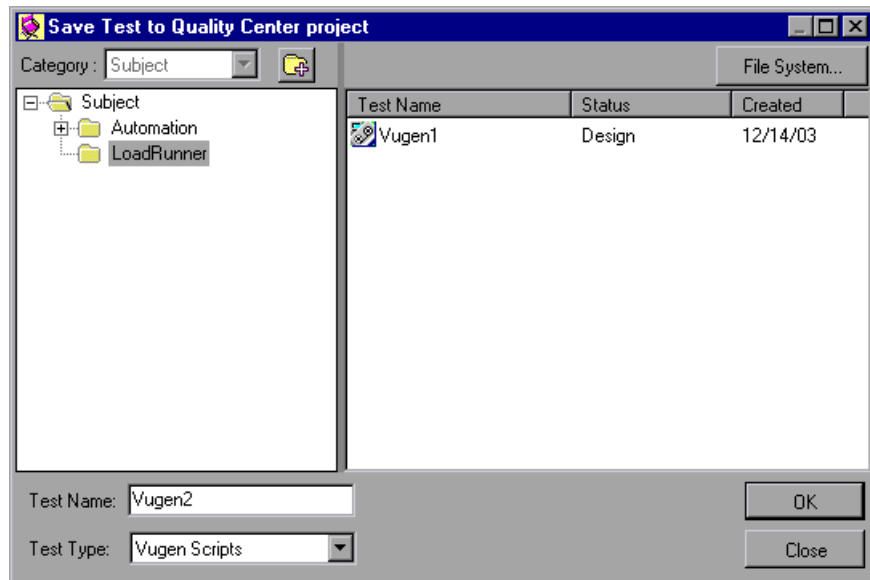 Save Test to Quality Center project
Category : Subject
File System...
Subject
Automation
LoadRunner
Test Name Status Created
Vugen1 Design 12/14/03
Test Name: Vugen2
OK
Test Type: Vugen Scripts
Close